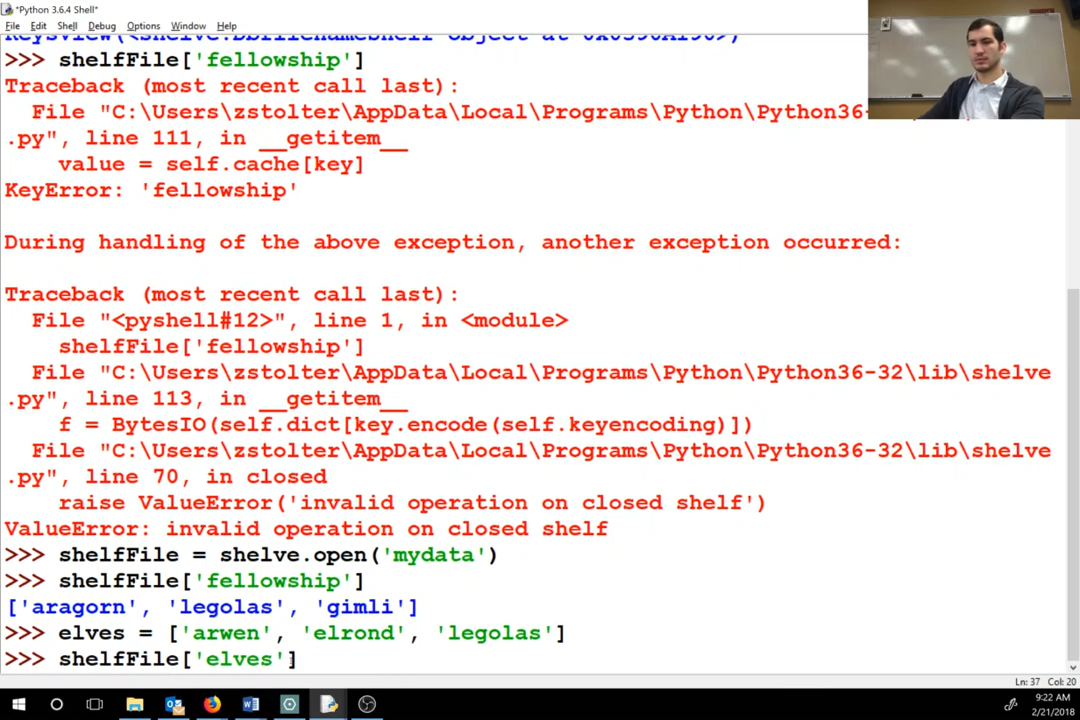 *Python 3.6.4 Shell*
File Edit Shell Debug Options Window Help
KeysView(<shelve.DbfilenameShelf object at 0x0390A190>)
>>> shelfFile['fellowship']
Traceback (most recent call last):
File "C:\Users\zstolter\AppData\Local\Programs\Python\Python36-
.py", line 111, in __getitem__
value = self.cache[key]
KeyError: 'fellowship'
During handling of the above exception, another exception occurred:
Traceback (most recent call last):
File "<pyshell#12>", line 1, in <module>
shelfFile['fellowship']
File "C:\Users\zstolter\AppData\Local\Programs\Python\Python36-32\lib\shelve
.py", line 113, in __getitem__
f = BytesIO(self.dict[key.encode(self.keyencoding)])
File "C:\Users\zstolter\AppData\Local\Programs\Python\Python36-32\lib\shelve
.py", line 70, in closed
raise ValueError('invalid operation on closed shelf')
ValueError: invalid operation on closed shelf
>>> shelfFile = shelve.open('mydata')
>>> shelfFile['fellowship']
['aragorn', 'legolas', 'gimli']
>>> elves = ['arwen', 'elrond', 'legolas']
>>> shelfFile['elves']
Ln: 37 Col: 20
9:22 AM
2/21/2018